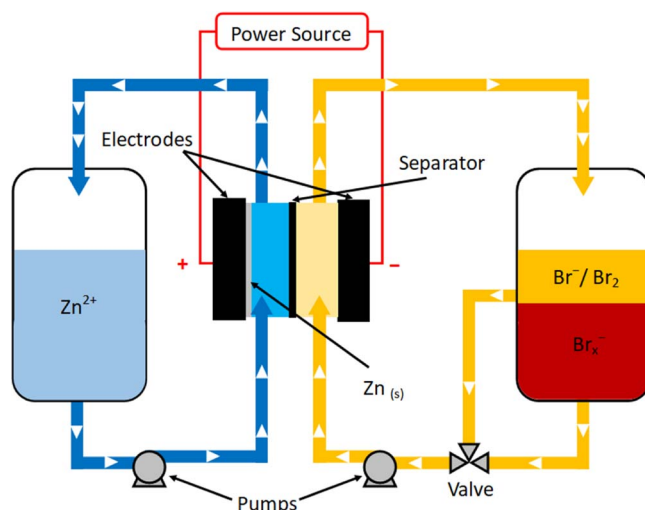 Power Source
Electrodes
Separator
+
−
Zn²⁺
Br⁻/ Br₂
Brₓ⁻
Zn (s)
Pumps
Valve